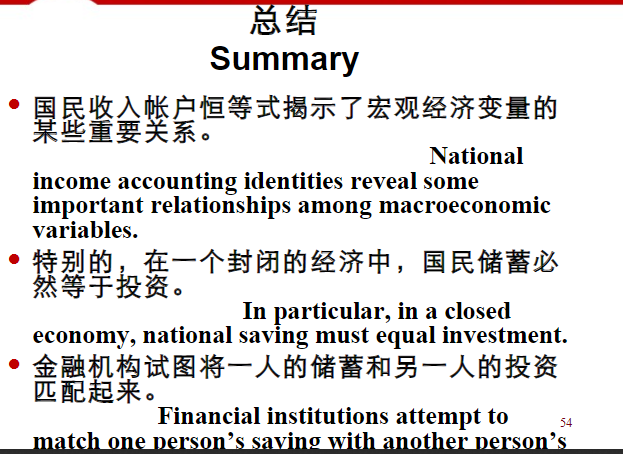 总结
Summary
国民收入帐户恒等式揭示了宏观经济变量的
某些重要关系。
National
income accounting identities reveal some
important relationships among macroeconomic
variables.
特别的，在一个封闭的经济中，国民储蓄必
然等于投资。
In particular, in a closed
economy, national saving must equal investment.
金融机构试图将一人的储蓄和另一人的投资
匹配起来。
Financial institutions attempt to
54
match one person’s saving with another person’s